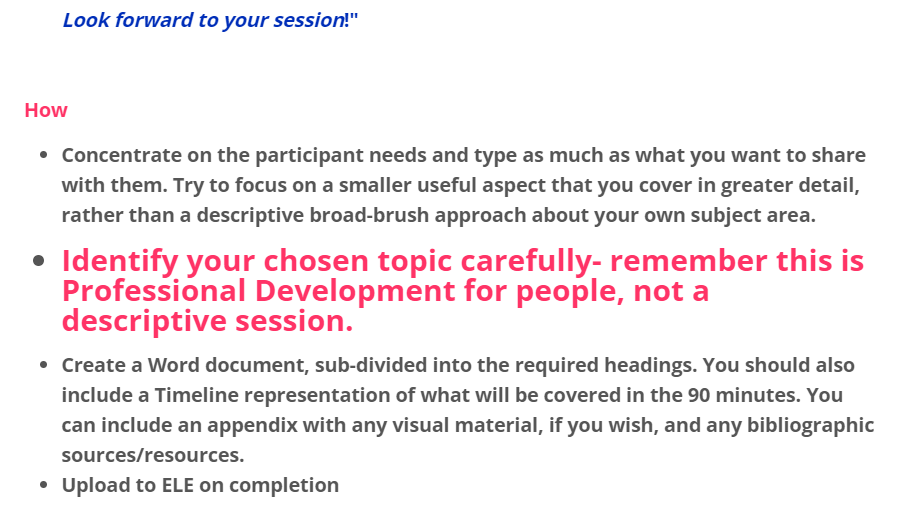 Look forward to your session!"
How
• Concentrate on the participant needs and type as much as what you want to share
with them. Try to focus on a smaller useful aspect that you cover in greater detail,
rather than a descriptive broad-brush approach about your own subject area.
• Identify your chosen topic carefully- remember this is
Professional Development for people, not a
descriptive session.
• Create a Word document, sub-divided into the required headings. You should also
include a Timeline representation of what will be covered in the 90 minutes. You
can include an appendix with any visual material, if you wish, and any bibliographic
sources/resources.
• Upload to ELE on completion